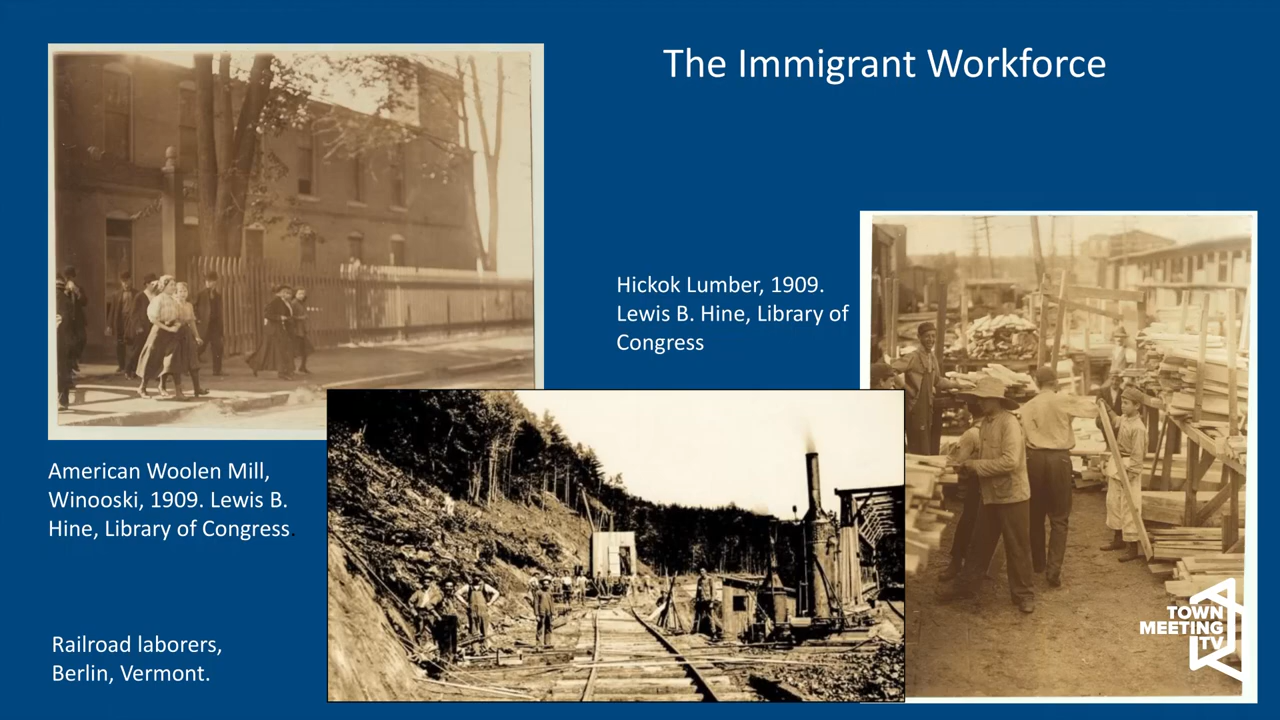 The Immigrant Workforce
Hickok Lumber, 1909.
Lewis B. Hine, Library of
Congress
American Woolen Mill,
Winooski, 1909. Lewis B.
Hine, Library of Congress.
Railroad laborers,
Berlin, Vermont.
TOWN
MEETING
TV